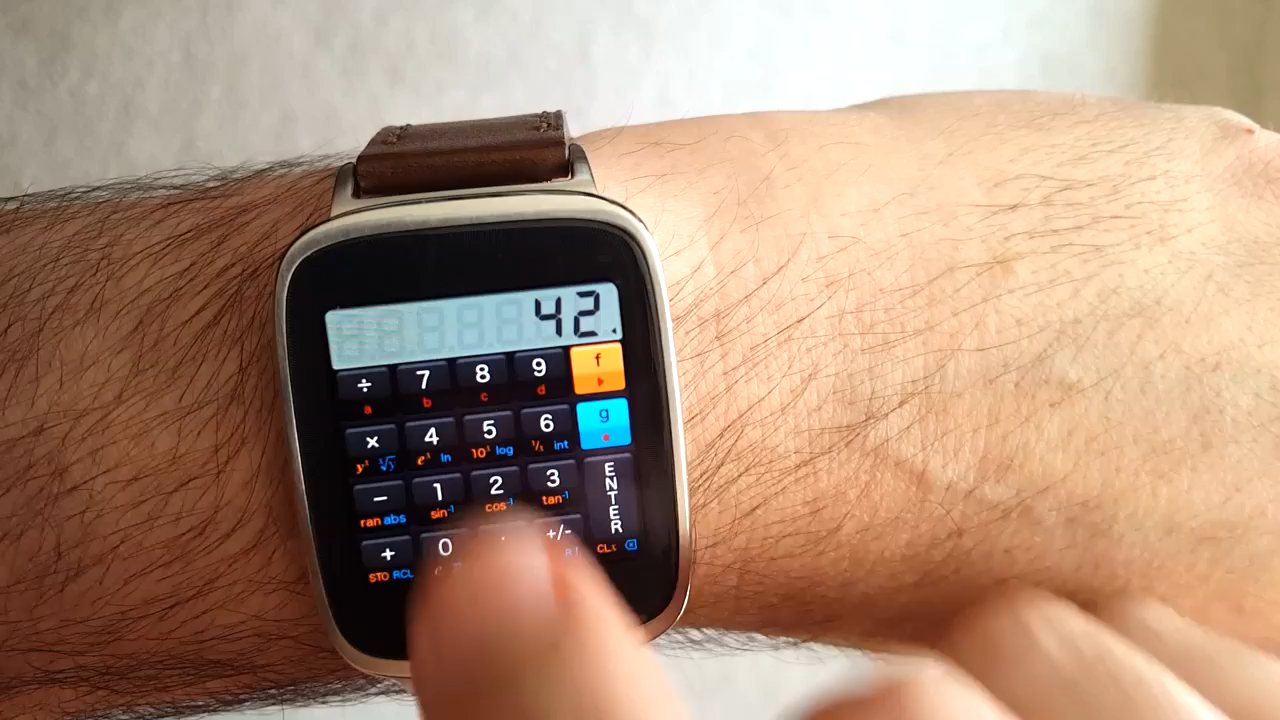 42.
÷ 7 8 9 f
a b c d
× 4 5 6 g
ln 10ˣ log ¹/ₓ int
− 1 2 3 ENTER
ran abs sin⁻¹ cos⁻¹ tan⁻¹
+ 0 +/-
STO RCL CLx